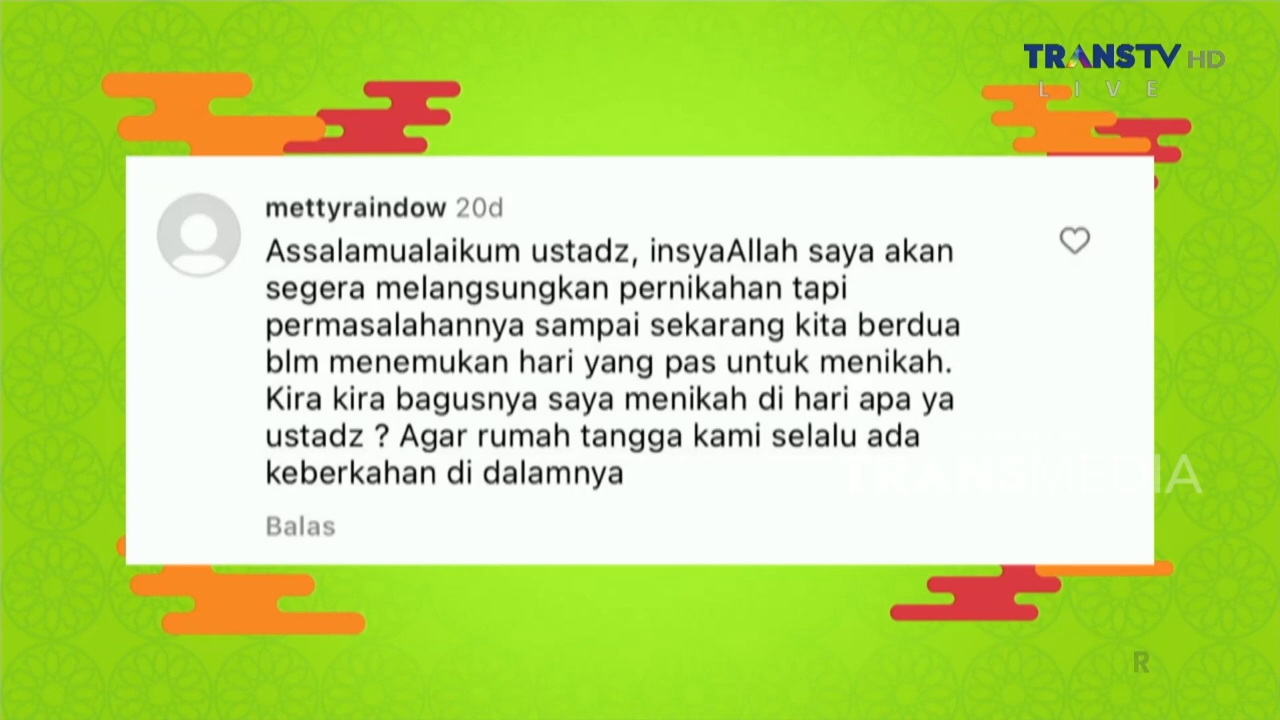 TRANSTV HD
LIVE
mettyraindow 20d
Assalamualaikum ustadz, insyaAllah saya akan
segera melangsungkan pernikahan tapi
permasalahannya sampai sekarang kita berdua
blm menemukan hari yang pas untuk menikah.
Kira kira bagusnya saya menikah di hari apa ya
ustadz ? Agar rumah tangga kami selalu ada
keberkahan di dalamnya
TRANSMEDIA
Balas
R